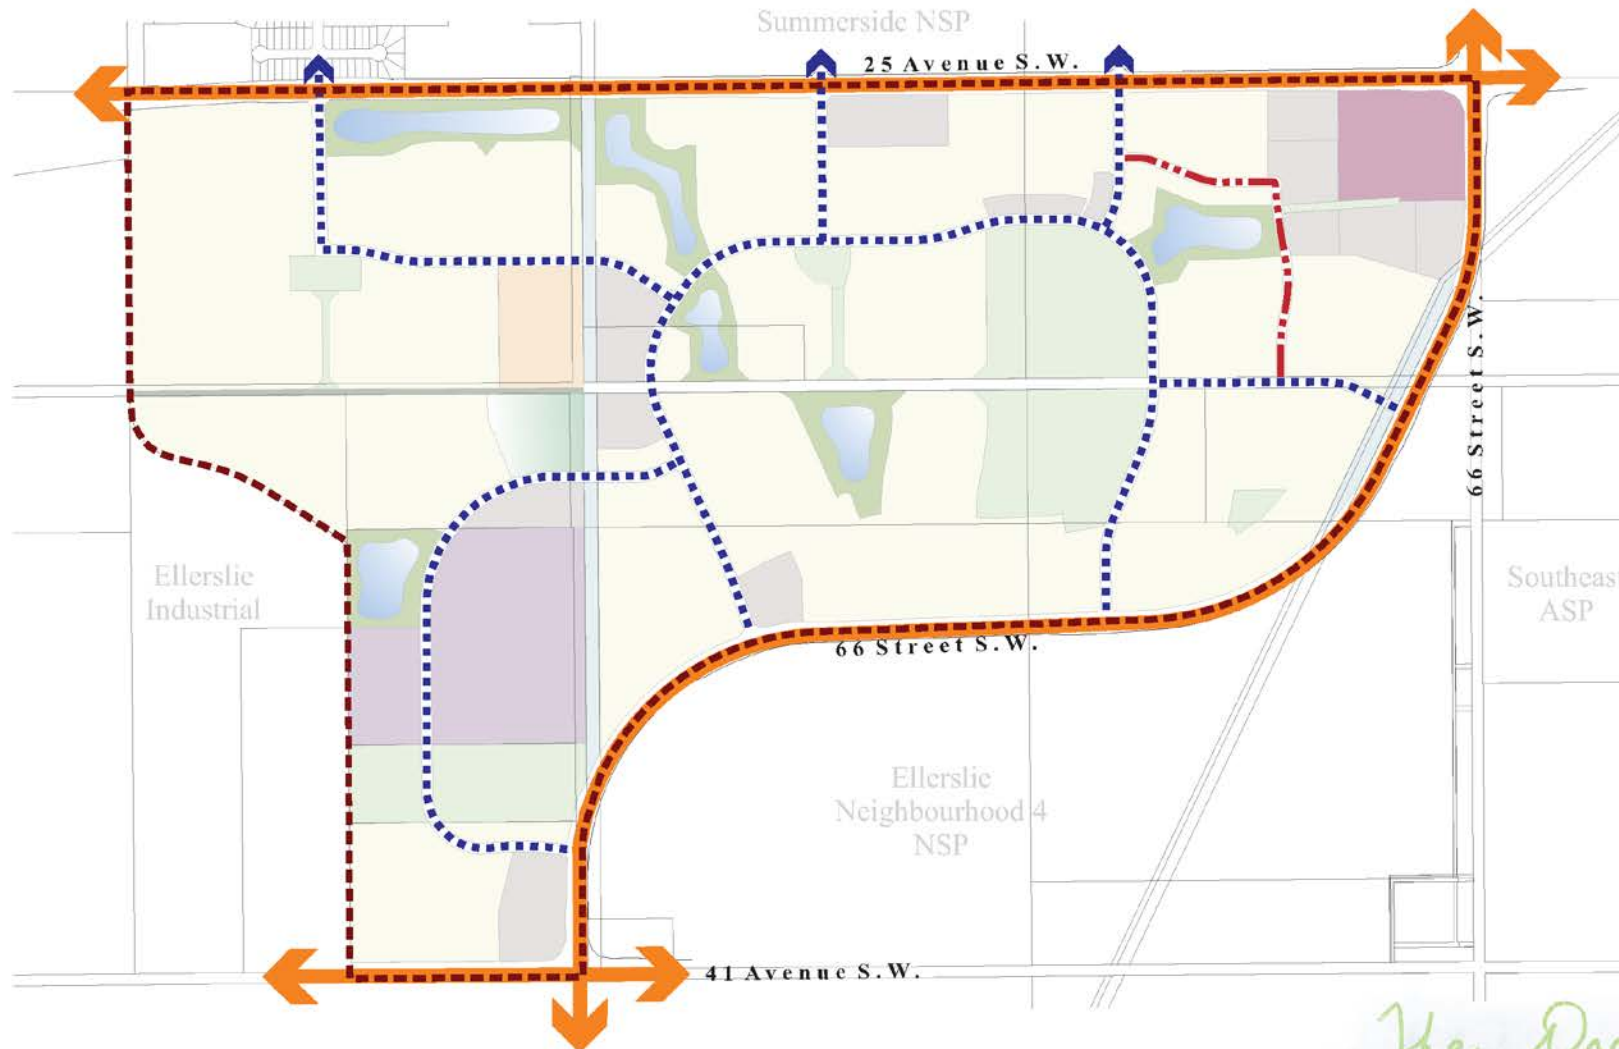 Summerside NSP
25 Avenue S.W.
66 Street S.W.
Ellerslie
Industrial
Southeast
ASP
66 Street S.W.
Ellerslie
Neighbourhood 4
NSP
41 Avenue S.W.